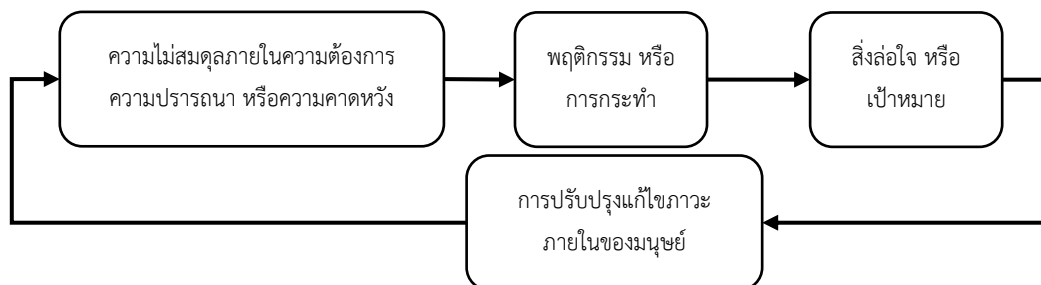 ความไม่สมดุลภายในความต้องการ
ความปรารถนา หรือความคาดหวัง
พฤติกรรม หรือ
การกระทำ
สิ่งล่อใจ หรือ
เป้าหมาย
การปรับปรุงแก้ไขภาวะ
ภายในของมนุษย์